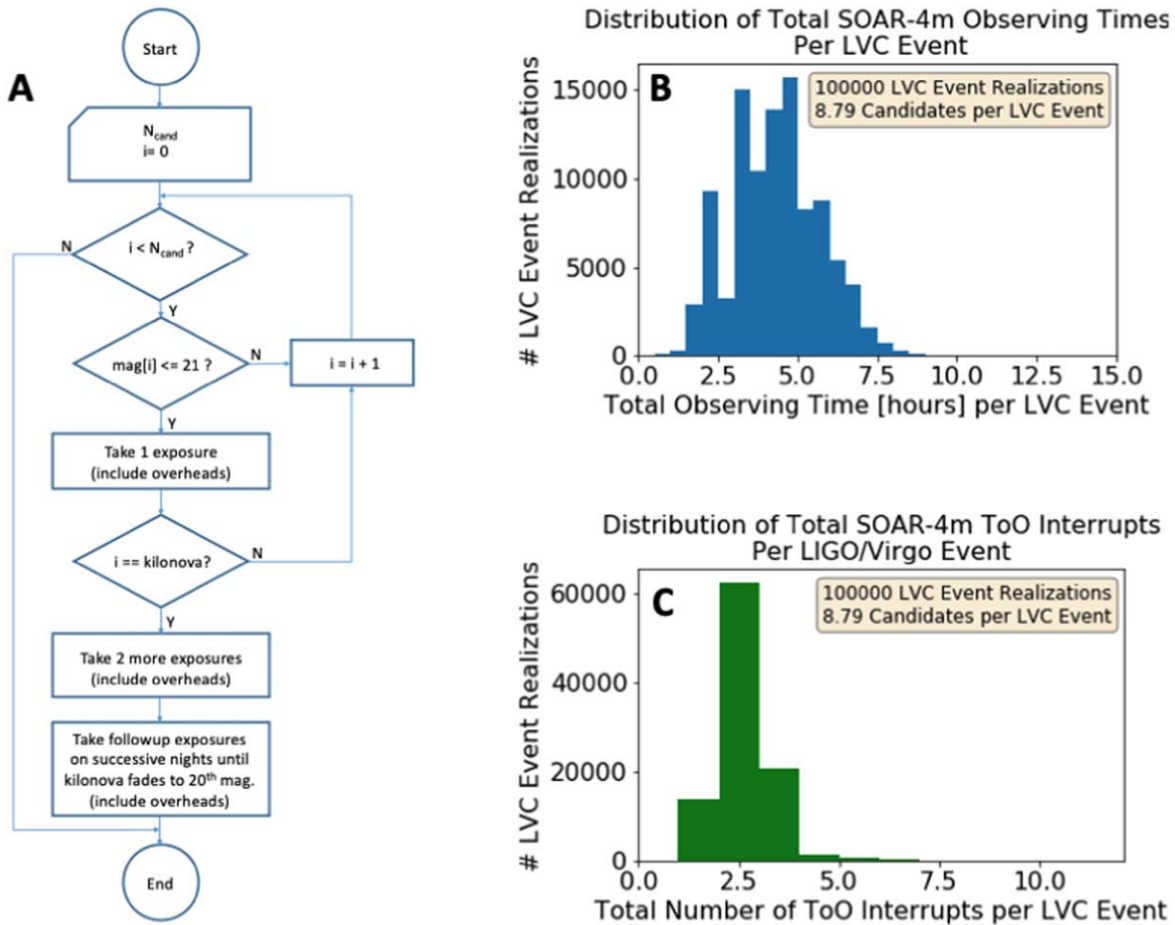 A
Start
N_cand
i= 0
i < N_cand ?
N
Y
mag[i] <= 21 ?
N
i = i + 1
Y
Take 1 exposure
(include overheads)
i == kilonova?
N
Y
Take 2 more exposures
(include overheads)
Take followup exposures
on successive nights until
kilonova fades to 20th mag.
(include overheads)
End
Distribution of Total SOAR-4m Observing Times
Per LVC Event
B
100000 LVC Event Realizations
8.79 Candidates per LVC Event
# LVC Event Realizations
15000
10000
5000
0
0.0 2.5 5.0 7.5 10.0 12.5 15.0
Total Observing Time [hours] per LVC Event
Distribution of Total SOAR-4m ToO Interrupts
Per LIGO/Virgo Event
C
100000 LVC Event Realizations
8.79 Candidates per LVC Event
# LVC Event Realizations
60000
40000
20000
0
0.0 2.5 5.0 7.5 10.0
Total Number of ToO Interrupts per LVC Event